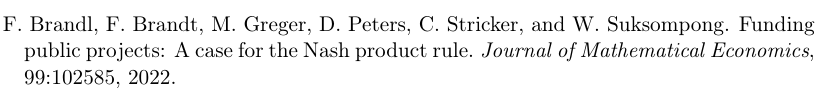 F. Brandl, F. Brandt, M. Greger, D. Peters, C. Stricker, and W. Suksompong. Funding
public projects: A case for the Nash product rule. Journal of Mathematical Economics,
99:102585, 2022.